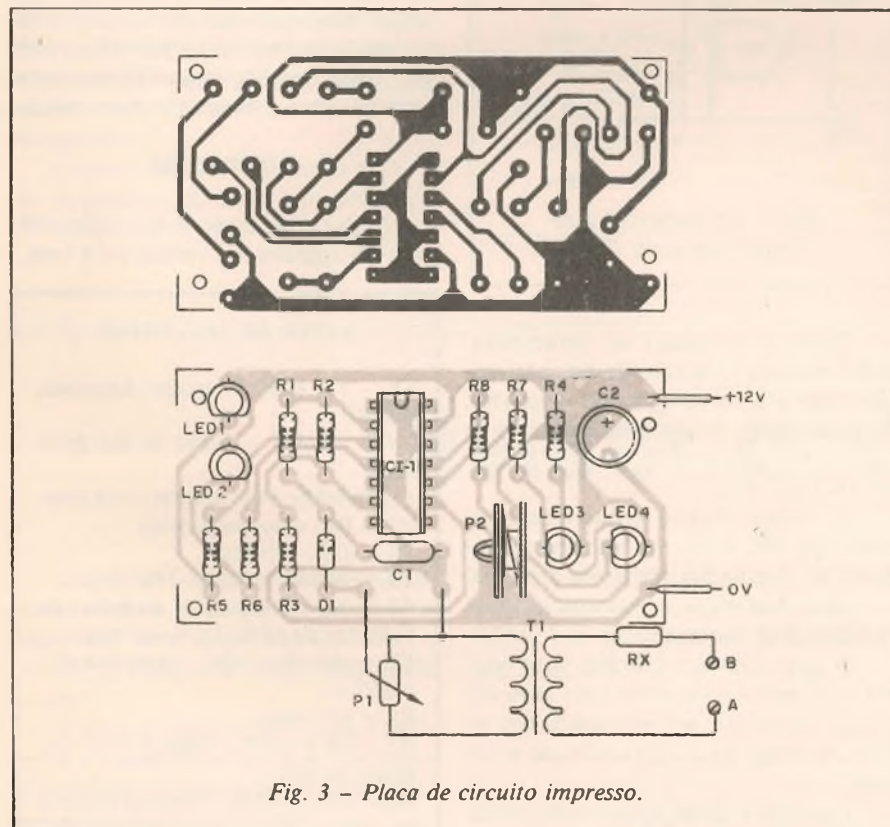 R1 R2 R8 R7 R4 C2 +12V
LED1
CI-1
LED2
P2 LED3 LED4
C1
R5 R6 R3 D1 0V
T1
RX
B
P1
A
Fig. 3 – Placa de circuito impresso.